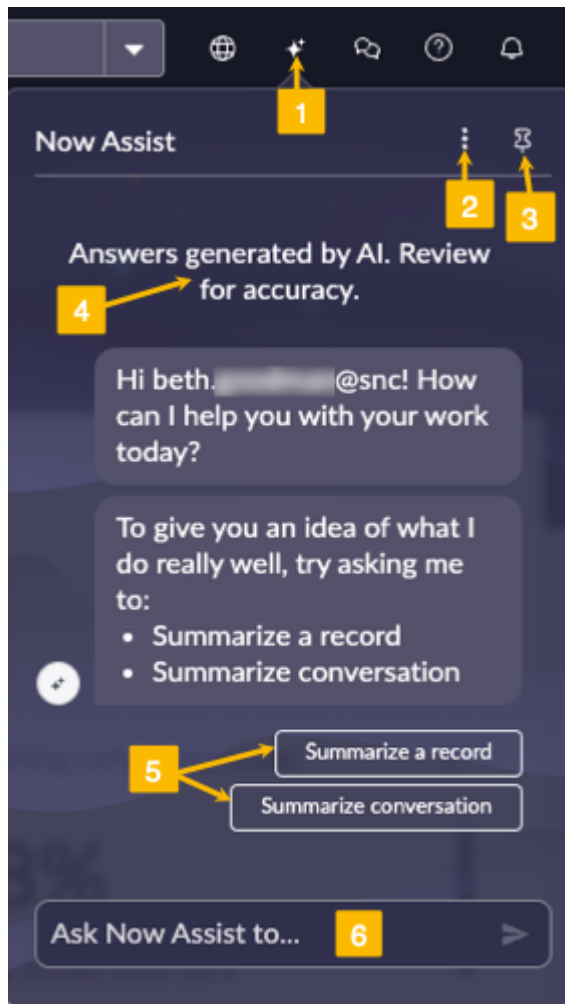 1
Now Assist
2
3
Answers generated by AI. Review
for accuracy.
4
Hi beth. @snc! How
can I help you with your work
today?
To give you an idea of what I
do really well, try asking me
to:
• Summarize a record
• Summarize conversation
5
Summarize a record
Summarize conversation
8%
Ask Now Assist to...
6